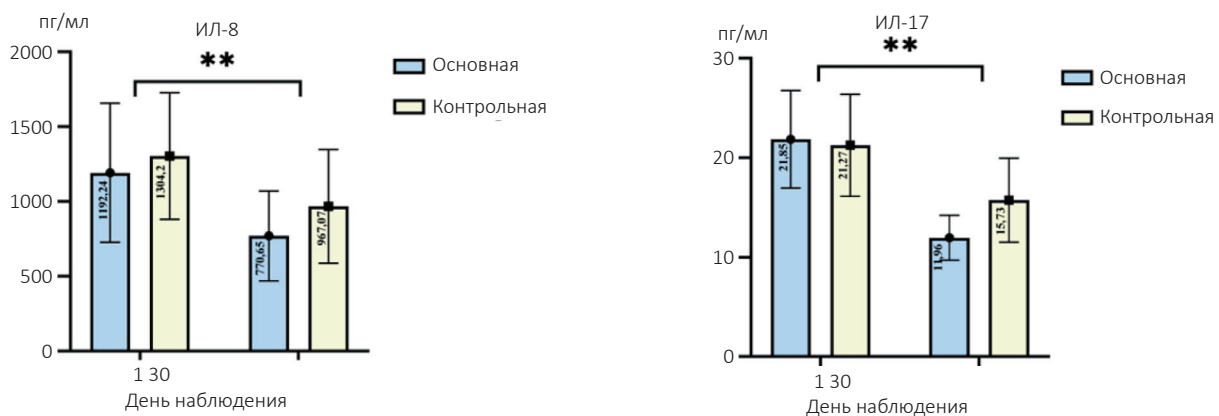 пг/мл
ИЛ-8
2000
1500
1000
500
0
**
Основная
Контрольная
1192,24
1304,2
770,65
967,07
1 30
День наблюдения
пг/мл
ИЛ-17
30
20
10
0
**
Основная
Контрольная
21,85
21,27
11,96
15,73
1 30
День наблюдения